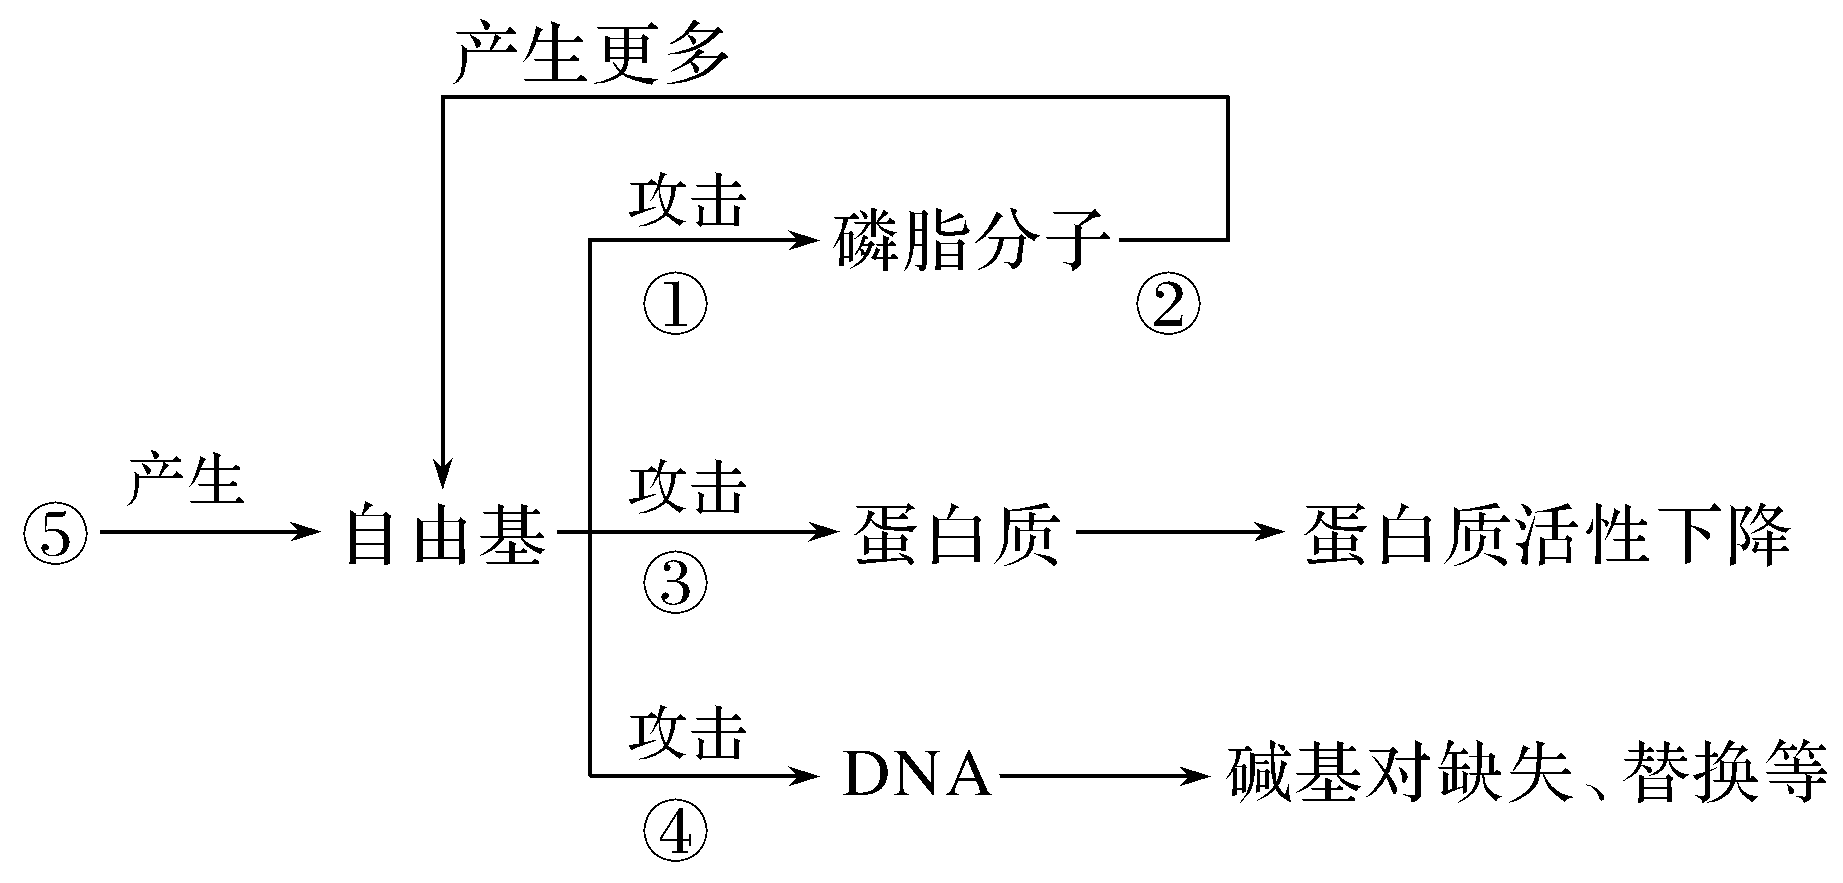 产生更多
攻击
磷脂分子
①
②
产生
攻击
⑤
自由基
蛋白质
蛋白质活性下降
③
攻击
DNA
碱基对缺失、替换等
④